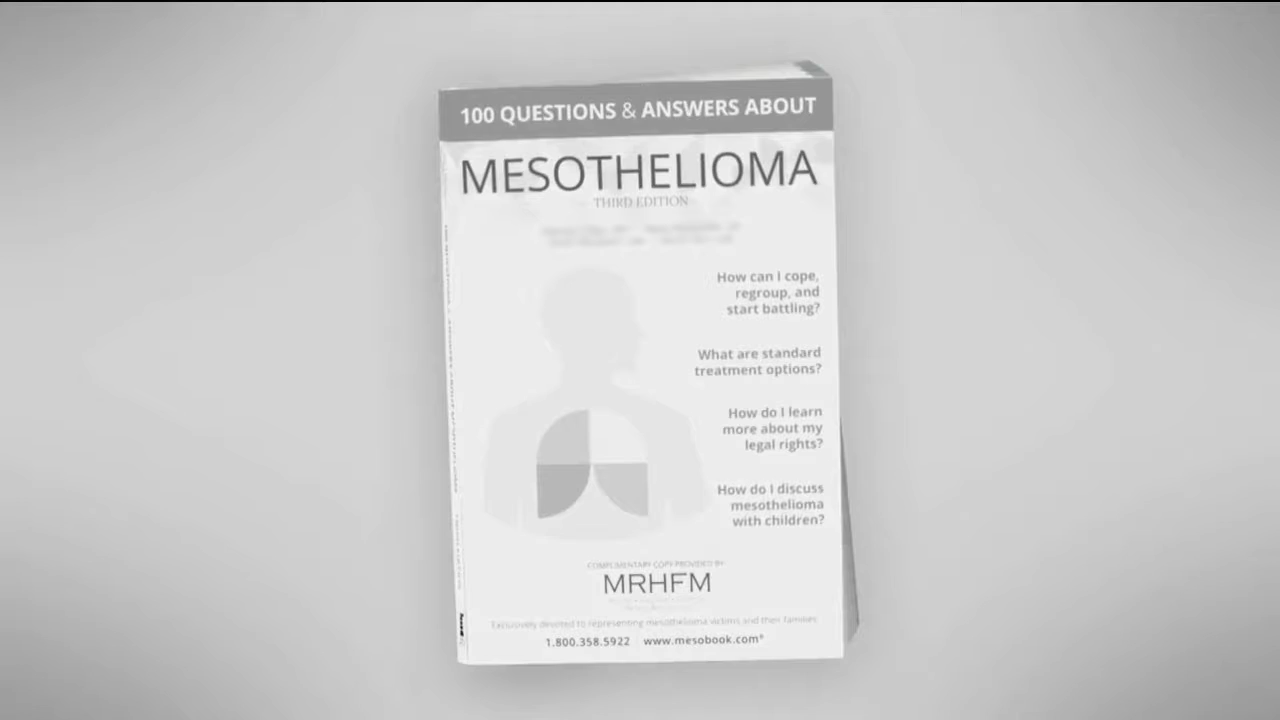 100 QUESTIONS & ANSWERS ABOUT
MESOTHELIOMA
THIRD EDITION
How can I cope,
regroup, and
start battling?
What are standard
treatment options?
How do I learn
more about my
legal rights?
How do I discuss
mesothelioma
with children?
COMPLIMENTARY COPY PROVIDED BY
MRHFM
Exclusively devoted to representing mesothelioma victims and their families
1.800.358.5922 | www.mesobook.com®